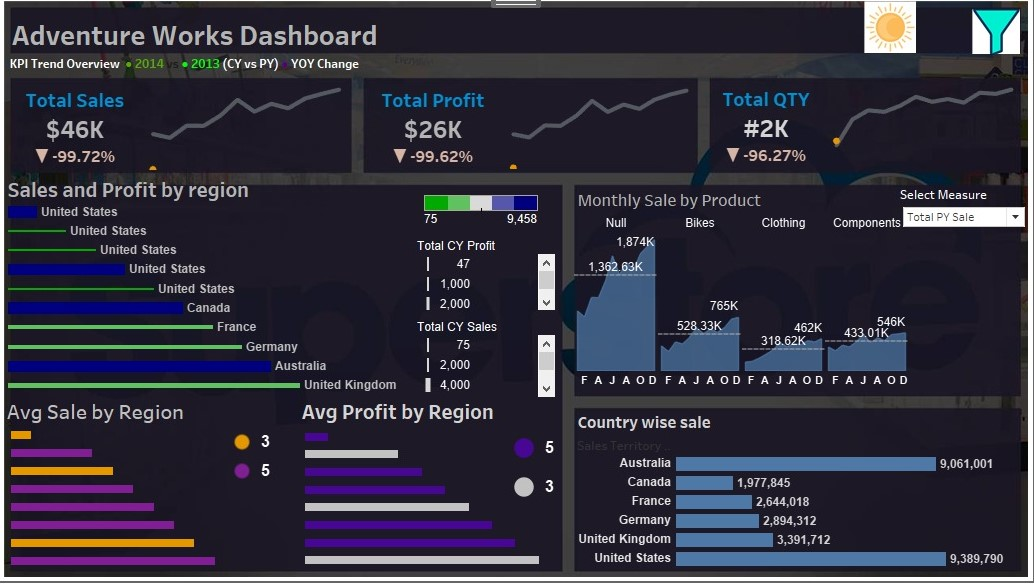 Adventure Works Dashboard
KPI Trend Overview • 2014 vs • 2013 (CY vs PY) • YOY Change
Total Sales
$46K
▼ -99.72%
Total Profit
$26K
▼ -99.62%
Total QTY
#2K
▼ -96.27%
Sales and Profit by region
United States
United States
United States
United States
United States
Canada
France
Germany
Australia
United Kingdom
75 9,458
Total CY Profit
47
1,000
2,000
Total CY Sales
75
2,000
4,000
Monthly Sale by Product
Select Measure
Total PY Sale
Null Bikes Clothing Components
1,874K
1,362.63K
765K
528.33K
462K
318.62K
546K
433.01K
F A J A O D F A J A O D F A J A O D F A J A O D
Avg Sale by Region
3
5
Avg Profit by Region
5
3
Country wise sale
Sales Territory ..
Australia 9,061,001
Canada 1,977,845
France 2,644,018
Germany 2,894,312
United Kingdom 3,391,712
United States 9,389,790